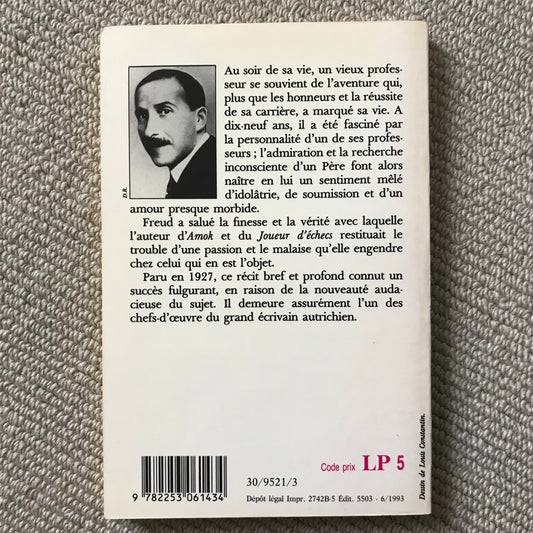 Au soir de sa vie, un vieux profes-
seur se souvient de l'aventure qui,
plus que les honneurs et la réussite
de sa carrière, a marqué sa vie. A
dix-neuf ans, il a été fasciné par
la personnalité d'un de ses profes-
seurs ; l'admiration et la recherche
inconsciente d'un Père font alors
naître en lui un sentiment mêlé
d'idolâtrie, de soumission et d'un
amour presque morbide.
Freud a salué la finesse et la vérité avec laquelle
l'auteur d'Amok et du Joueur d'échecs restituait le
trouble d'une passion et le malaise qu'elle engendre
chez celui qui en est l'objet.
Paru en 1927, ce récit bref et profond connut un
succès fulgurant, en raison de la nouveauté auda-
cieuse du sujet. Il demeure assurément l'un des
chefs-d'œuvre du grand écrivain autrichien.
D.R.
Dessin de Louis Constantin.
Code prix LP 5
30/9521/3
9 782253 061434
Dépôt légal Impr. 2742B-5 Édit. 5503 - 6/1993